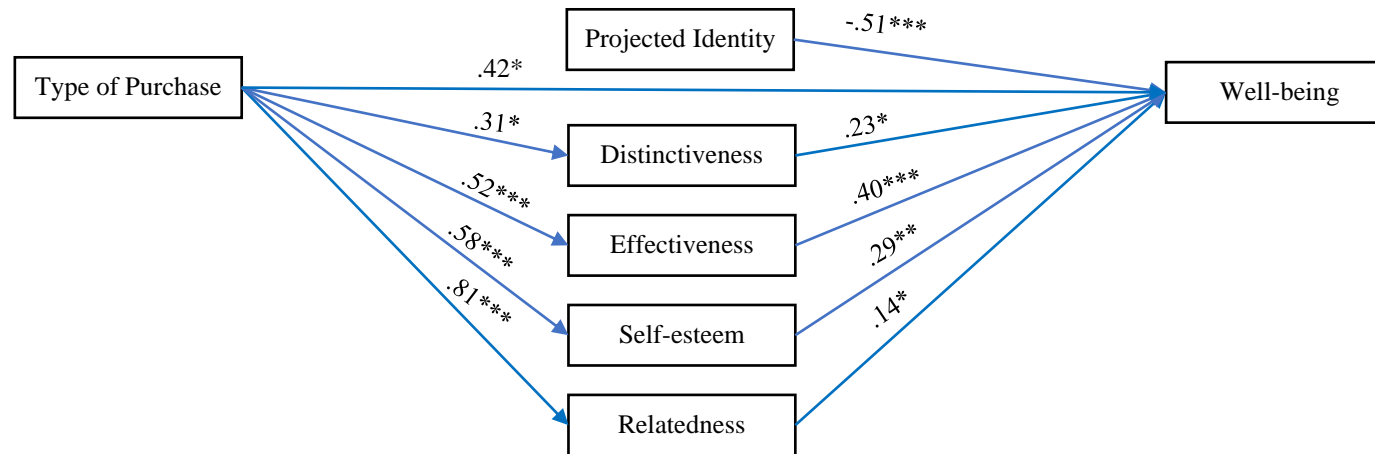 Projected Identity
-.51***
Type of Purchase
.42*
Well-being
.31*
Distinctiveness
.23*
.52***
Effectiveness
.40***
.58***
Self-esteem
.29**
.81***
Relatedness
.14*